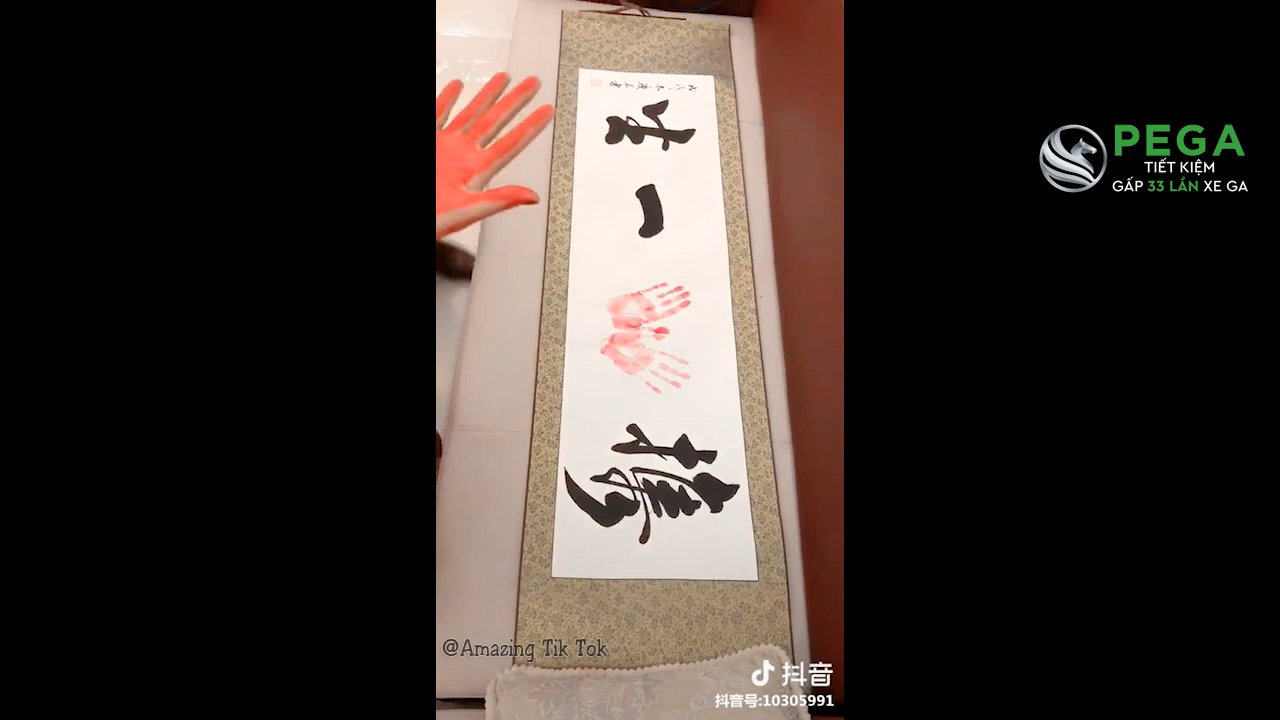 携一生
PEGA
TIẾT KIỆM
GẤP 33 LẦN XE GA
@Amazing Tik Tok
抖音
抖音号:10305991